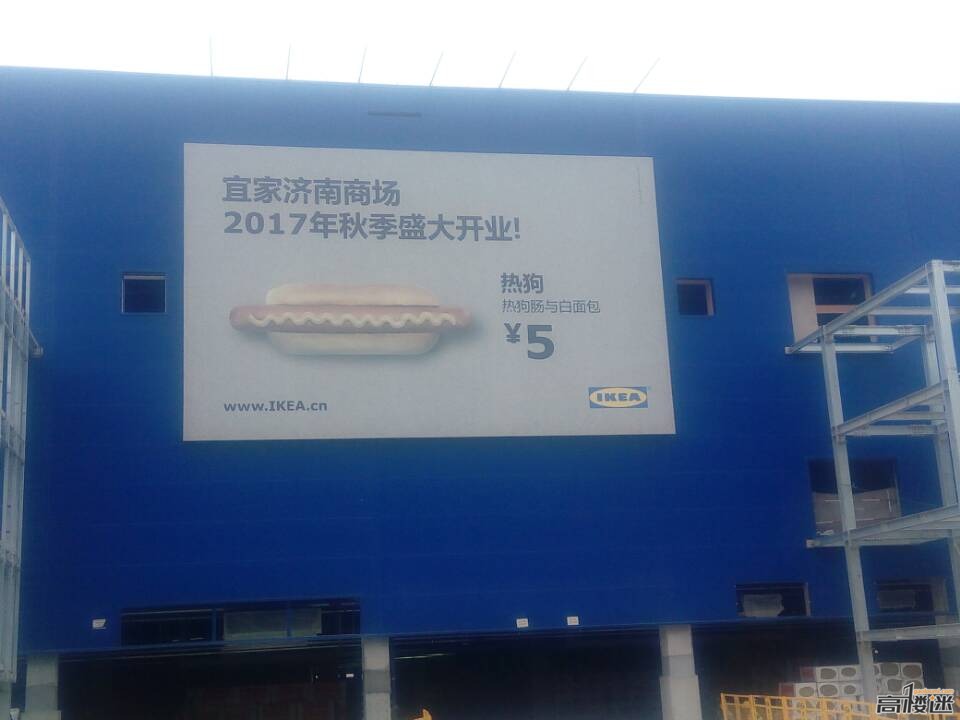 宜家济南商场
2017年秋季盛大开业!
热狗
热狗肠与白面包
¥5
www.IKEA.cn
IKEA
高楼迷